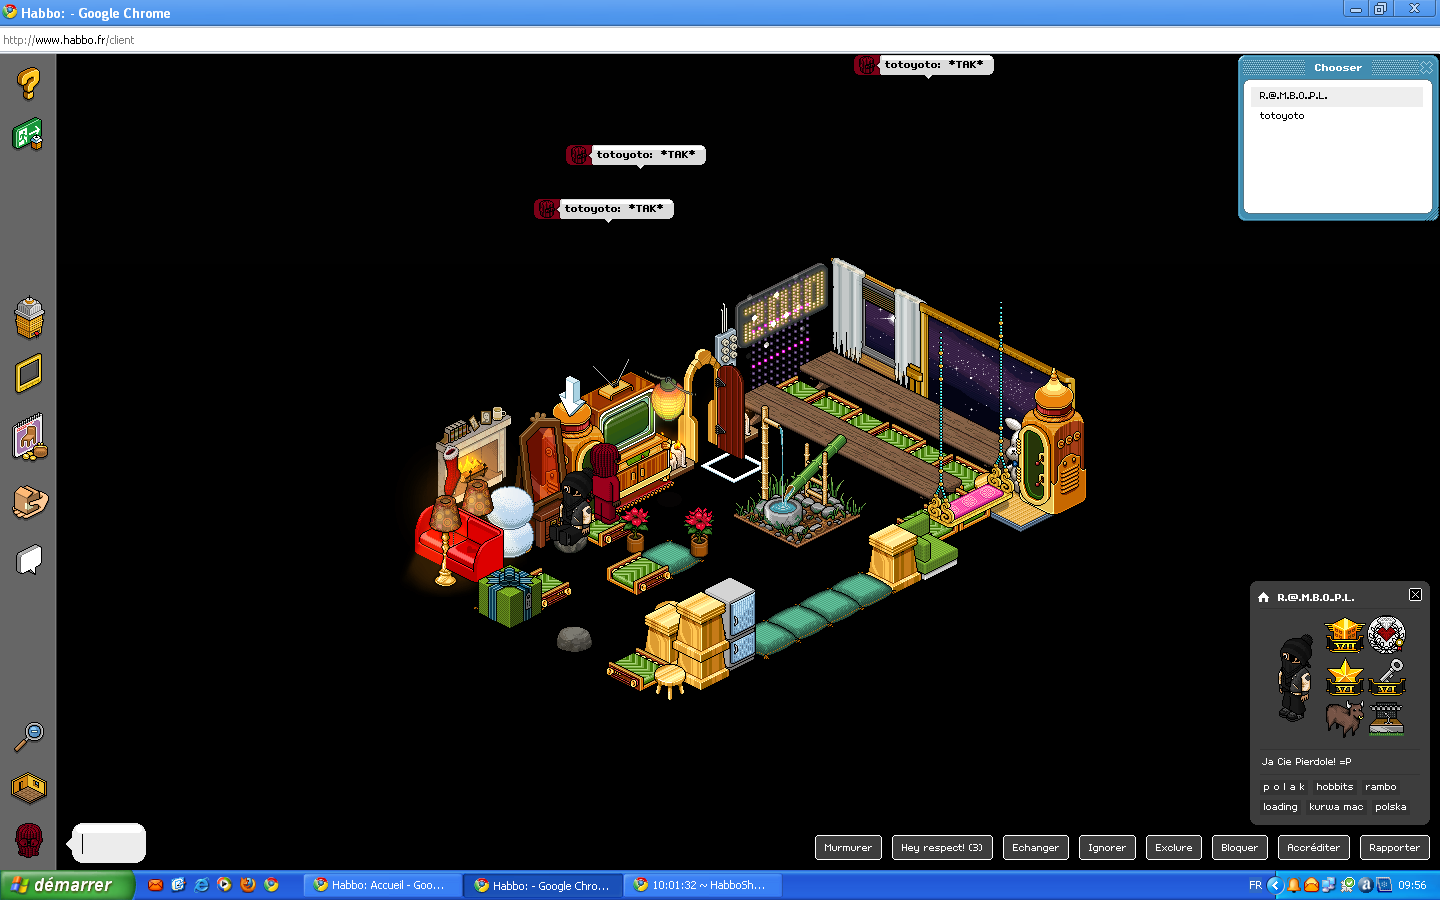 Habbo: - Google Chrome
http://www.habbo.fr/client
totoyoto: *TAK*
totoyoto: *TAK*
totoyoto: *TAK*
Chooser
R.@.M.B.O..P.L.
totoyoto
2010
R.@.M.B.O..P.L.
Ja Cie Pierdole! =P
p o l a k hobbits rambo
loading kurwa mac polska
Murmurer Hey respect! (3) Echanger Ignorer Exclure Bloquer Accréditer Rapporter
démarrer Habbo: Accueil - Goo... Habbo: - Google Chro... 10:01:32 ~ HabboSh... FR 09:56